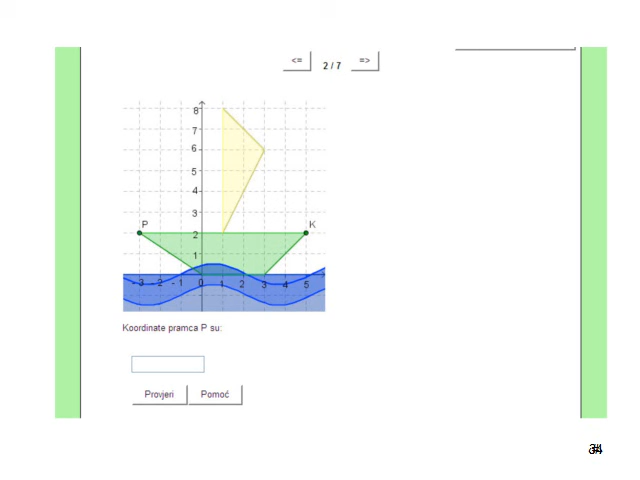 <= 2 / 7 =>
8
7
6
5
4
3
P 2 K
1
- 3 - 2 - 1 0 1 2 3 4 5
Koordinate pramca P su:
Provjeri Pomoć